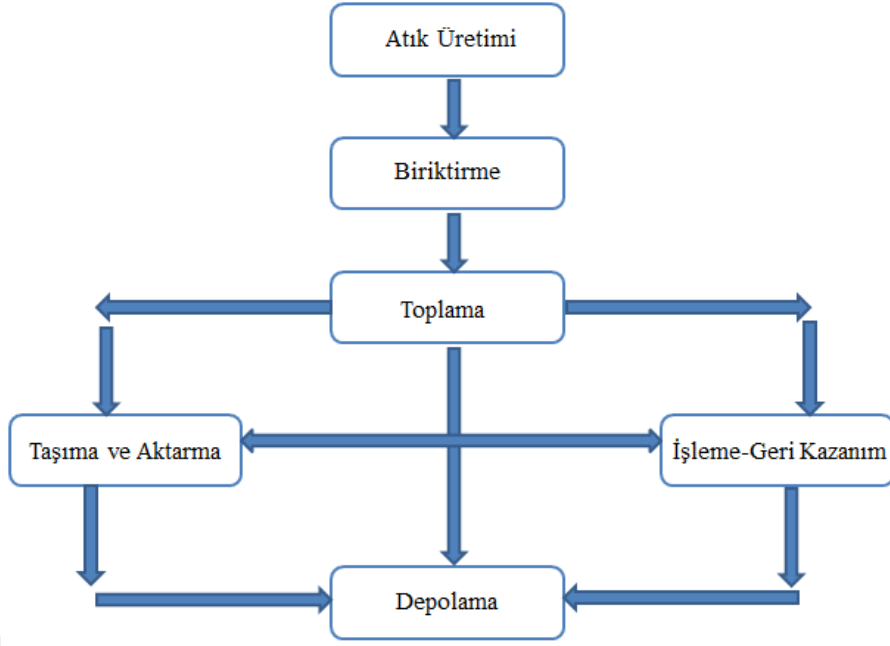 Atık Üretimi
Biriktirme
Toplama
Taşıma ve Aktarma
İşleme-Geri Kazanım
Depolama